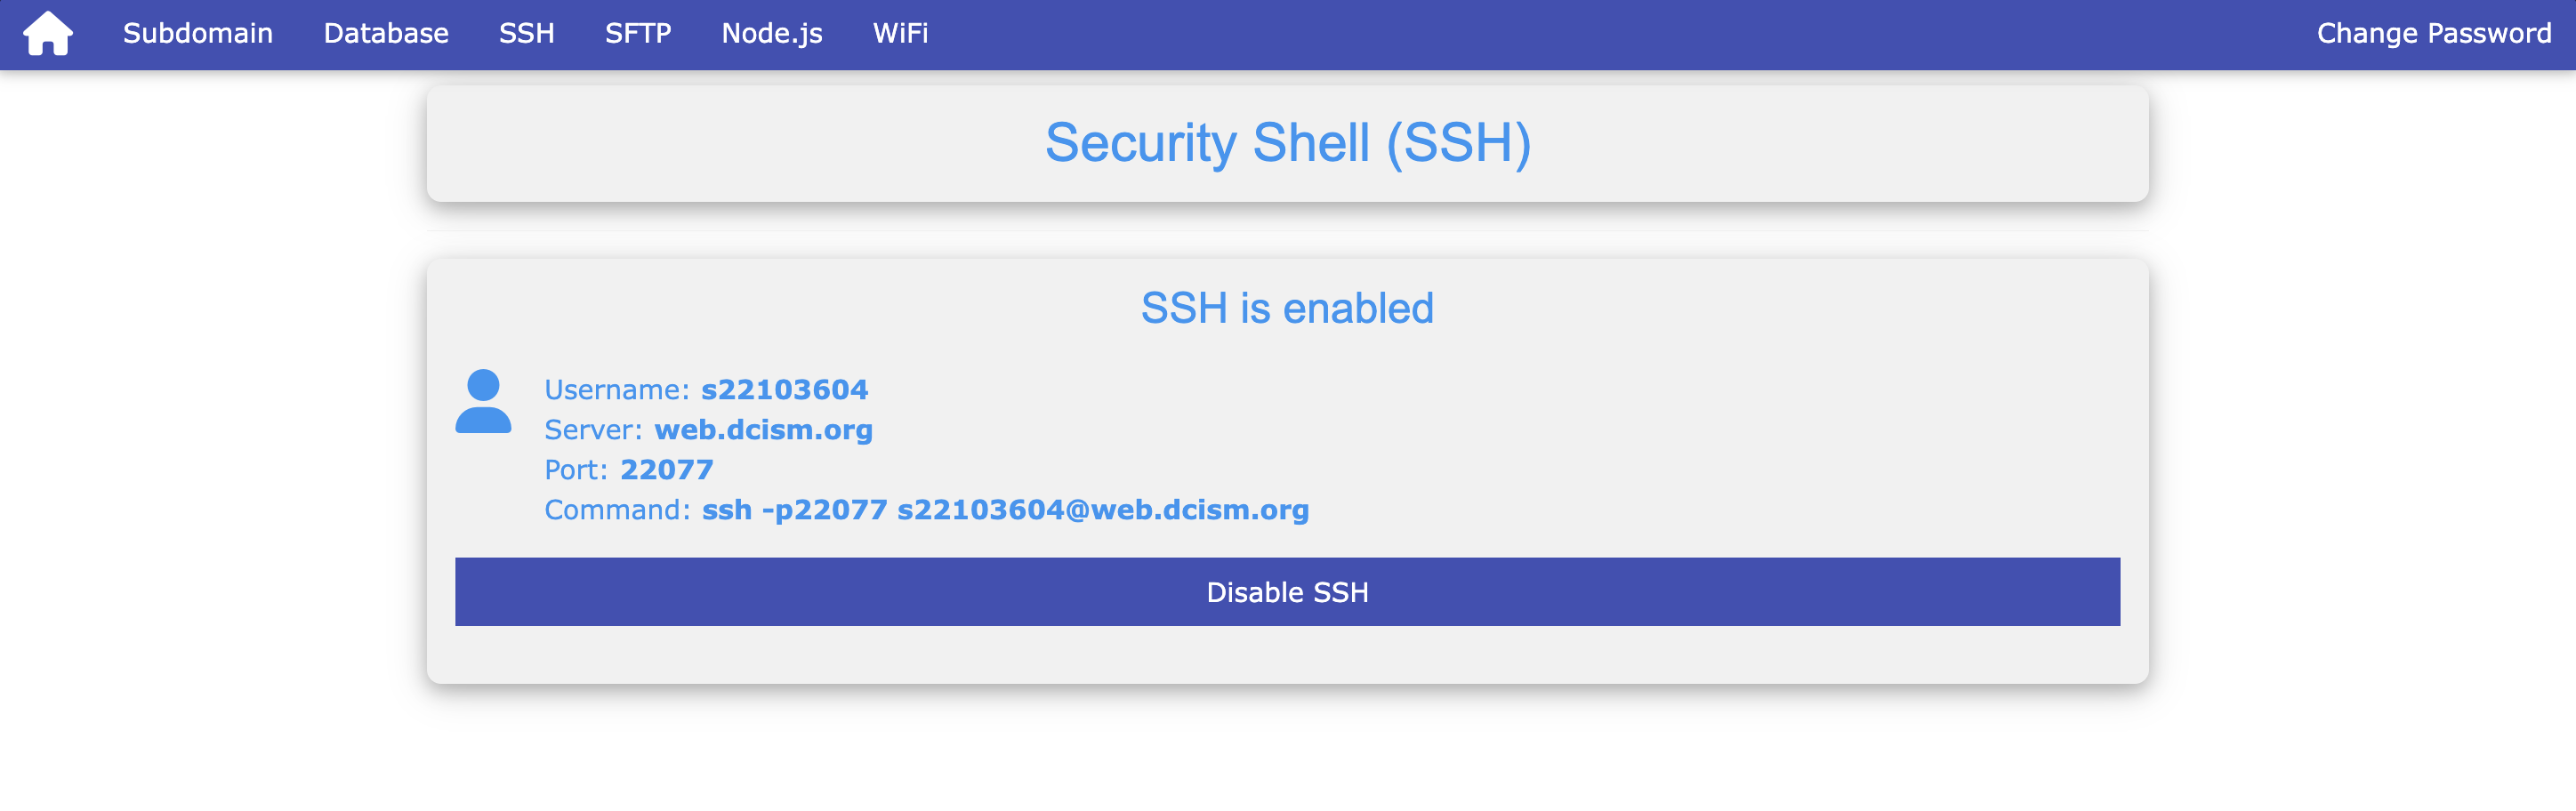 Subdomain Database SSH SFTP Node.js WiFi Change Password
Security Shell (SSH)
SSH is enabled
Username: s22103604
Server: web.dcism.org
Port: 22077
Command: ssh -p22077 s22103604@web.dcism.org
Disable SSH